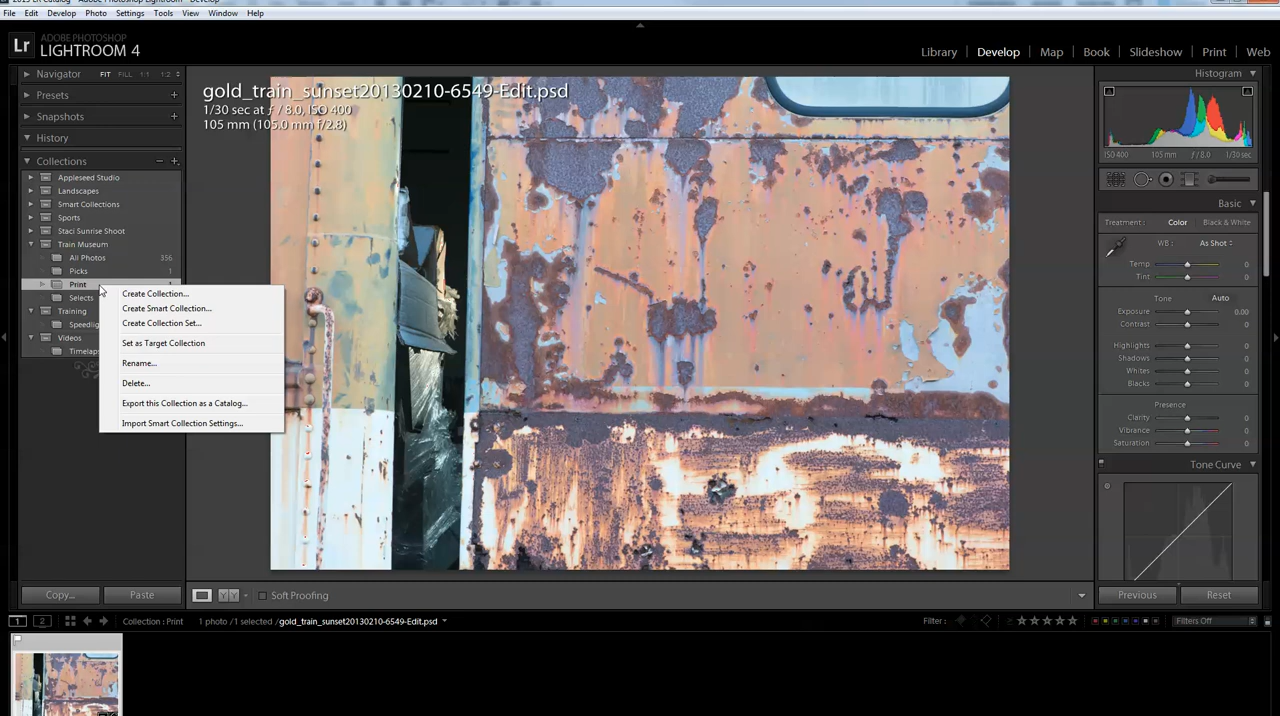 File Edit Develop Photo Settings Tools View Window Help
Lr ADOBE PHOTOSHOP
LIGHTROOM 4
Library Develop Map Book Slideshow Print Web
Navigator FIT FILL 1:1 1:2
Presets
Snapshots
History
Collections
Appleseed Studio
Landscapes
Smart Collections
Sports
Staci Sunrise Shoot
Train Museum
All Photos 356
Picks 1
Print
Selects
Training
Videos
Create Collection...
Create Smart Collection...
Create Collection Set...
Set as Target Collection
Rename...
Delete...
Export this Collection as a Catalog...
Import Smart Collection Settings...
Copy... Paste
gold_train_sunset20130210-6549-Edit.psd
1/30 sec at ƒ / 8.0, ISO 400
105 mm (105.0 mm f/2.8)
Soft Proofing
Histogram
ISO 400 105 mm ƒ / 8.0 1/30 sec
Basic
Treatment : Color Black & White
WB : As Shot
Temp 0
Tint 0
Tone Auto
Exposure 0.00
Contrast 0
Highlights 0
Shadows 0
Whites 0
Blacks 0
Presence
Clarity 0
Vibrance 0
Saturation 0
Tone Curve
Previous Reset
1 2 Collection : Print 1 photo / 1 selected / gold_train_sunset20130210-6549-Edit.psd Filter : Filters Off